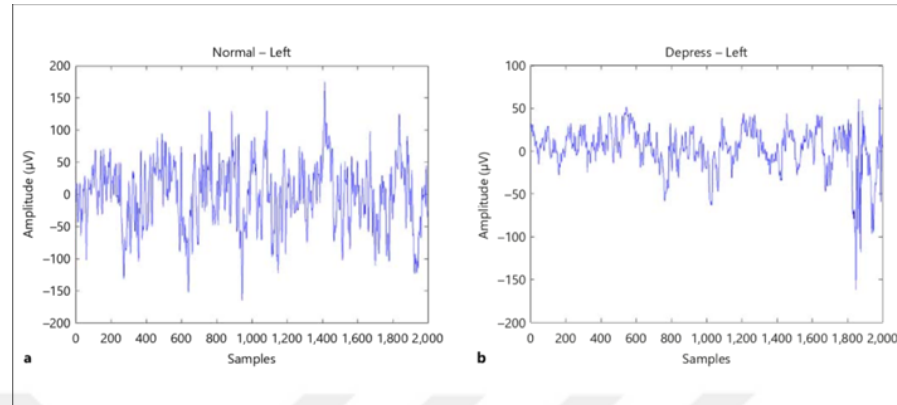 Normal – Left
200
150
100
50
0
–50
–100
–150
–200
Amplitude (µV)
0 200 400 600 800 1,000 1,200 1,400 1,600 1,800 2,000
Samples
a
Depress – Left
100
50
0
–50
–100
–150
–200
Amplitude (µV)
0 200 400 600 800 1,000 1,200 1,400 1,600 1,800 2,000
Samples
b